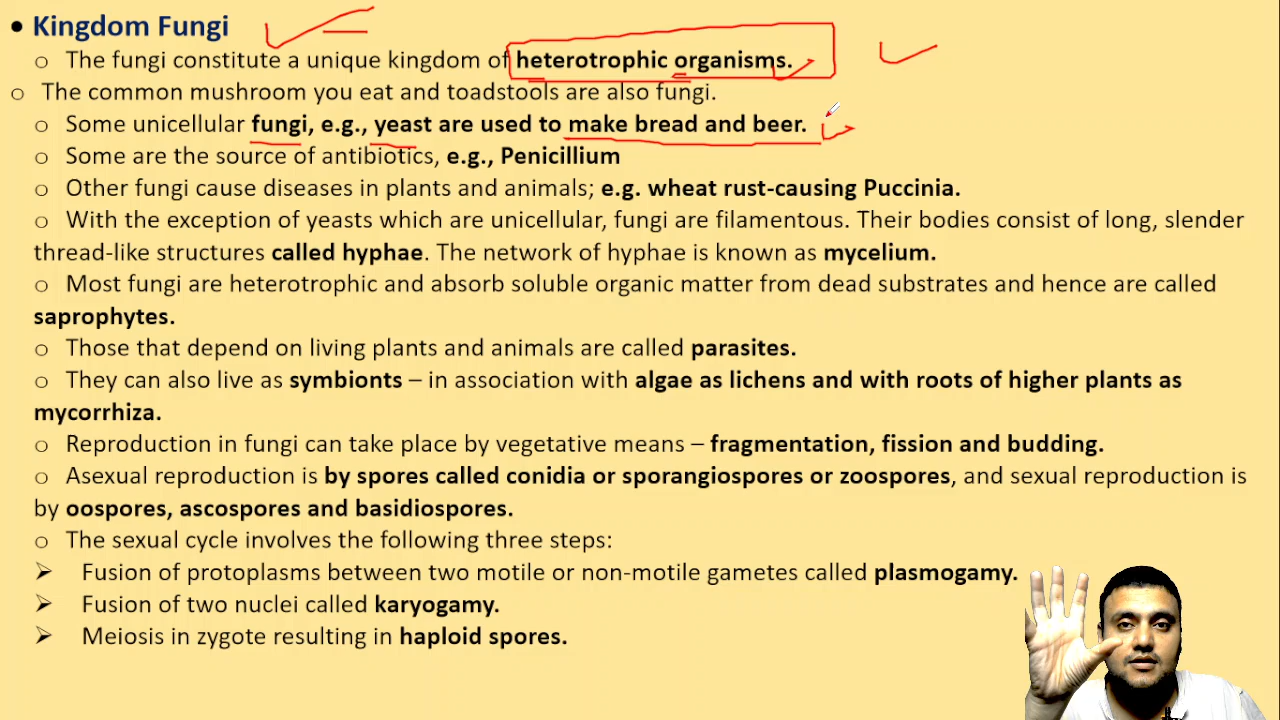 • Kingdom Fungi
o The fungi constitute a unique kingdom of heterotrophic organisms.
o The common mushroom you eat and toadstools are also fungi.
o Some unicellular fungi, e.g., yeast are used to make bread and beer.
o Some are the source of antibiotics, e.g., Penicillium
o Other fungi cause diseases in plants and animals; e.g. wheat rust-causing Puccinia.
o With the exception of yeasts which are unicellular, fungi are filamentous. Their bodies consist of long, slender
thread-like structures called hyphae. The network of hyphae is known as mycelium.
o Most fungi are heterotrophic and absorb soluble organic matter from dead substrates and hence are called
saprophytes.
o Those that depend on living plants and animals are called parasites.
o They can also live as symbionts – in association with algae as lichens and with roots of higher plants as
mycorrhiza.
o Reproduction in fungi can take place by vegetative means – fragmentation, fission and budding.
o Asexual reproduction is by spores called conidia or sporangiospores or zoospores, and sexual reproduction is
by oospores, ascospores and basidiospores.
o The sexual cycle involves the following three steps:
➢ Fusion of protoplasms between two motile or non-motile gametes called plasmogamy.
➢ Fusion of two nuclei called karyogamy.
➢ Meiosis in zygote resulting in haploid spores.